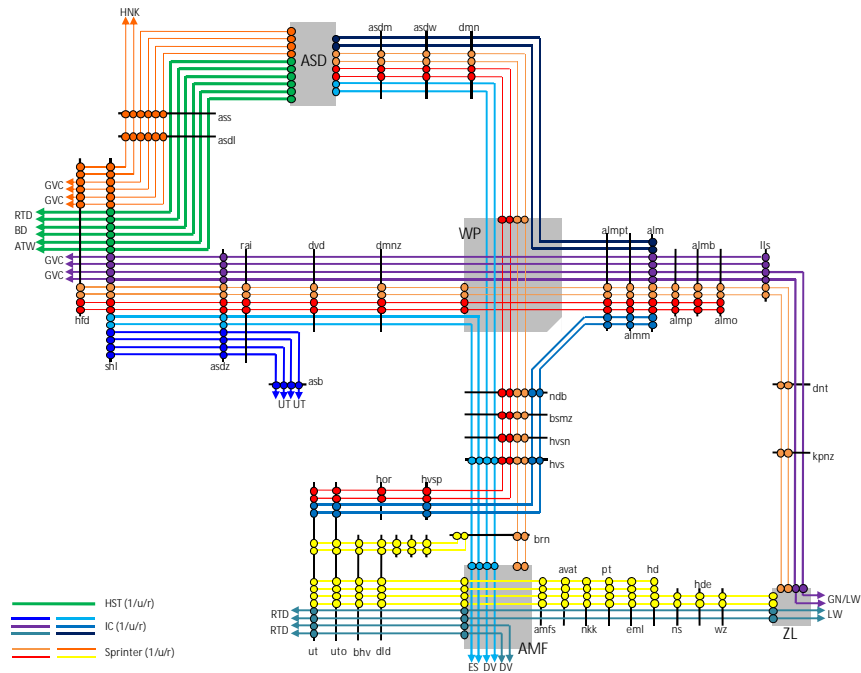 HNK
asdm asdw dmn
ASD
ass
asdl
GVC
GVC
RTD
BD
ATW
GVC
GVC
WP
almpt alm
rai dvd dmnz almb lls
hfd almp almo
almm
shl asdz
asb
UT UT
dnt
ndb
bsmz
hvsn
kpnz
hvs
hor hvsp
brn
avat pt hd
hde
HST (1/u/r)
IC (1/u/r)
Sprinter (1/u/r)
RTD
RTD
GN/LW
LW
amfs nkk eml ns wz
ZL
ut uto bhv dld
AMF
ES DV DV